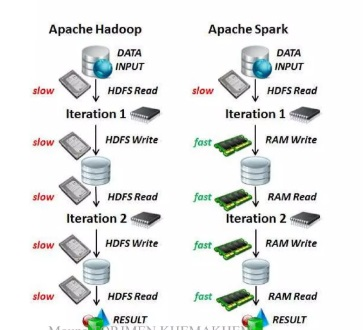 Apache Hadoop
DATA
INPUT
slow
HDFS Read
Iteration 1
slow
HDFS Write
slow
HDFS Read
Iteration 2
slow
HDFS Write
slow
HDFS Read
RESULT
Apache Spark
DATA
INPUT
slow
HDFS Read
Iteration 1
fast
RAM Write
fast
RAM Read
Iteration 2
fast
RAM Write
fast
RAM Read
RESULT